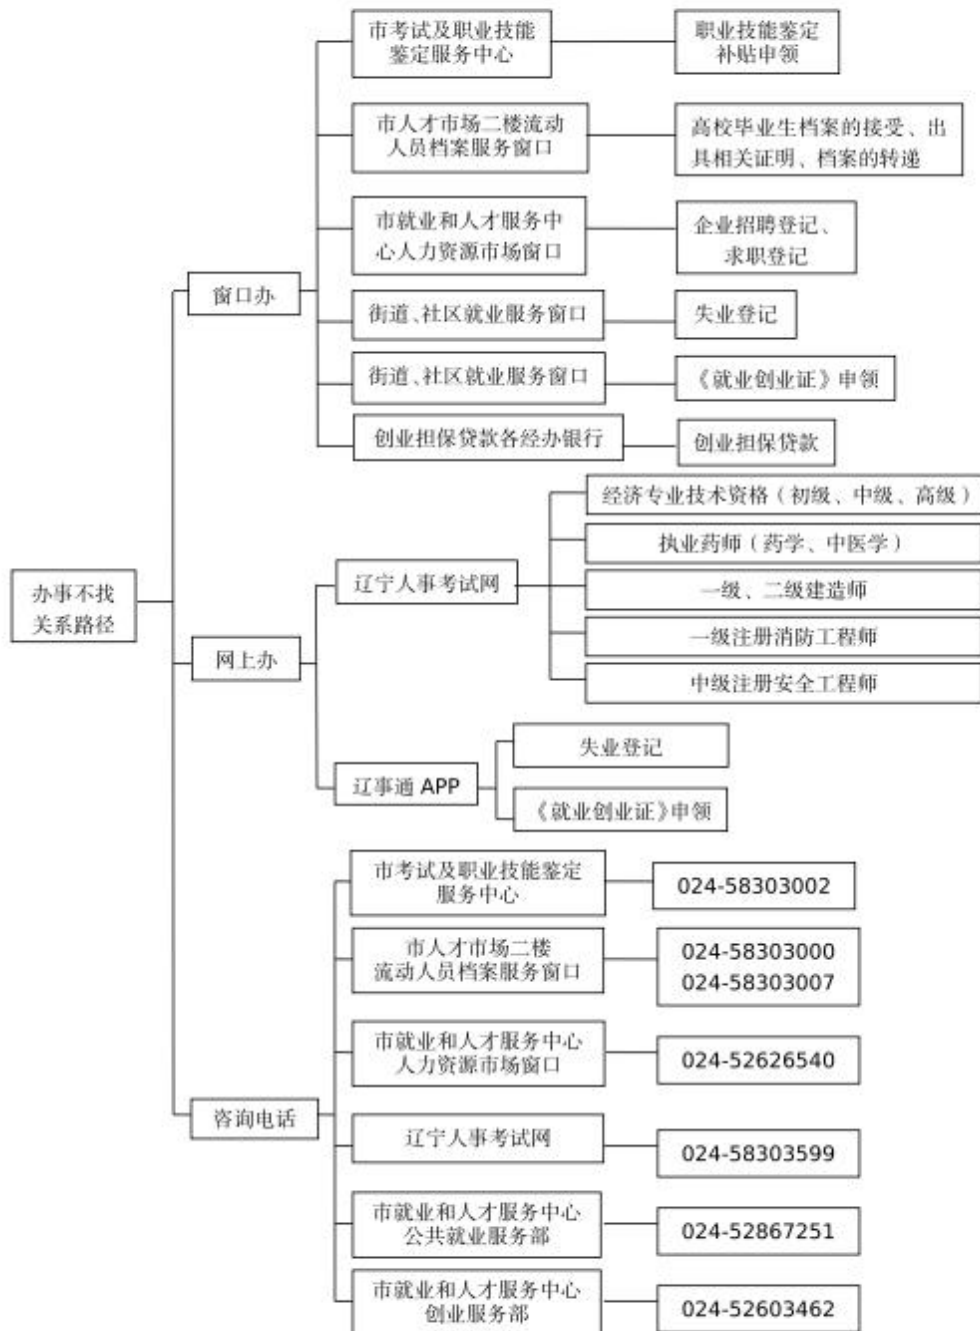 办事不找
关系路径
窗口办
市考试及职业技能
鉴定服务中心
职业技能鉴定
补贴申领
市人才市场二楼流动
人员档案服务窗口
高校毕业生档案的接受、出
具相关证明、档案的转递
市就业和人才服务中
心人力资源市场窗口
企业招聘登记、
求职登记
街道、社区就业服务窗口
失业登记
街道、社区就业服务窗口
《就业创业证》申领
创业担保贷款各经办银行
创业担保贷款
网上办
辽宁人事考试网
经济专业技术资格（初级、中级、高级）
执业药师（药学、中医学）
一级、二级建造师
一级注册消防工程师
中级注册安全工程师
辽事通 APP
失业登记
《就业创业证》申领
咨询电话
市考试及职业技能鉴定
服务中心
024-58303002
市人才市场二楼
流动人员档案服务窗口
024-58303000
024-58303007
市就业和人才服务中心
人力资源市场窗口
024-52626540
辽宁人事考试网
024-58303599
市就业和人才服务中心
公共就业服务部
024-52867251
市就业和人才服务中心
创业服务部
024-52603462